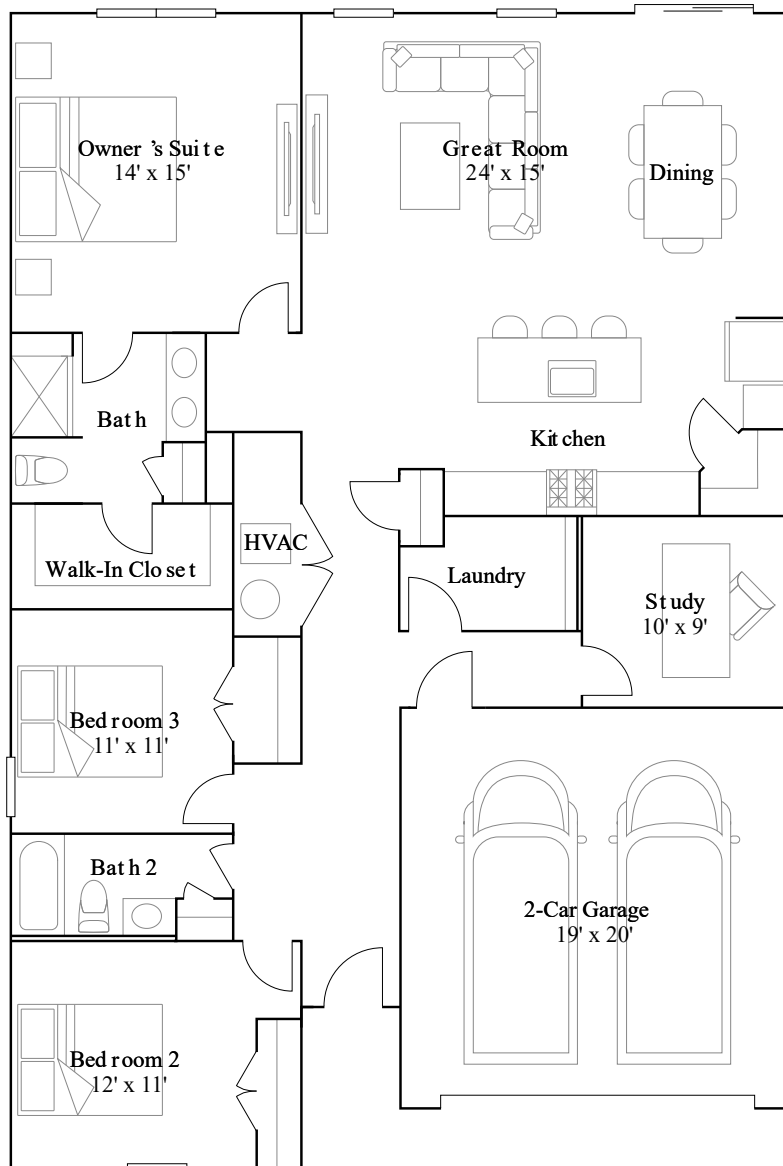 Owner's Suite
14' x 15'
Great Room
24' x 15'
Dining
Bath
Kitchen
Walk-In Closet
HVAC
Laundry
Study
10' x 9'
Bedroom 3
11' x 11'
Bath 2
2-Car Garage
19' x 20'
Bedroom 2
12' x 11'